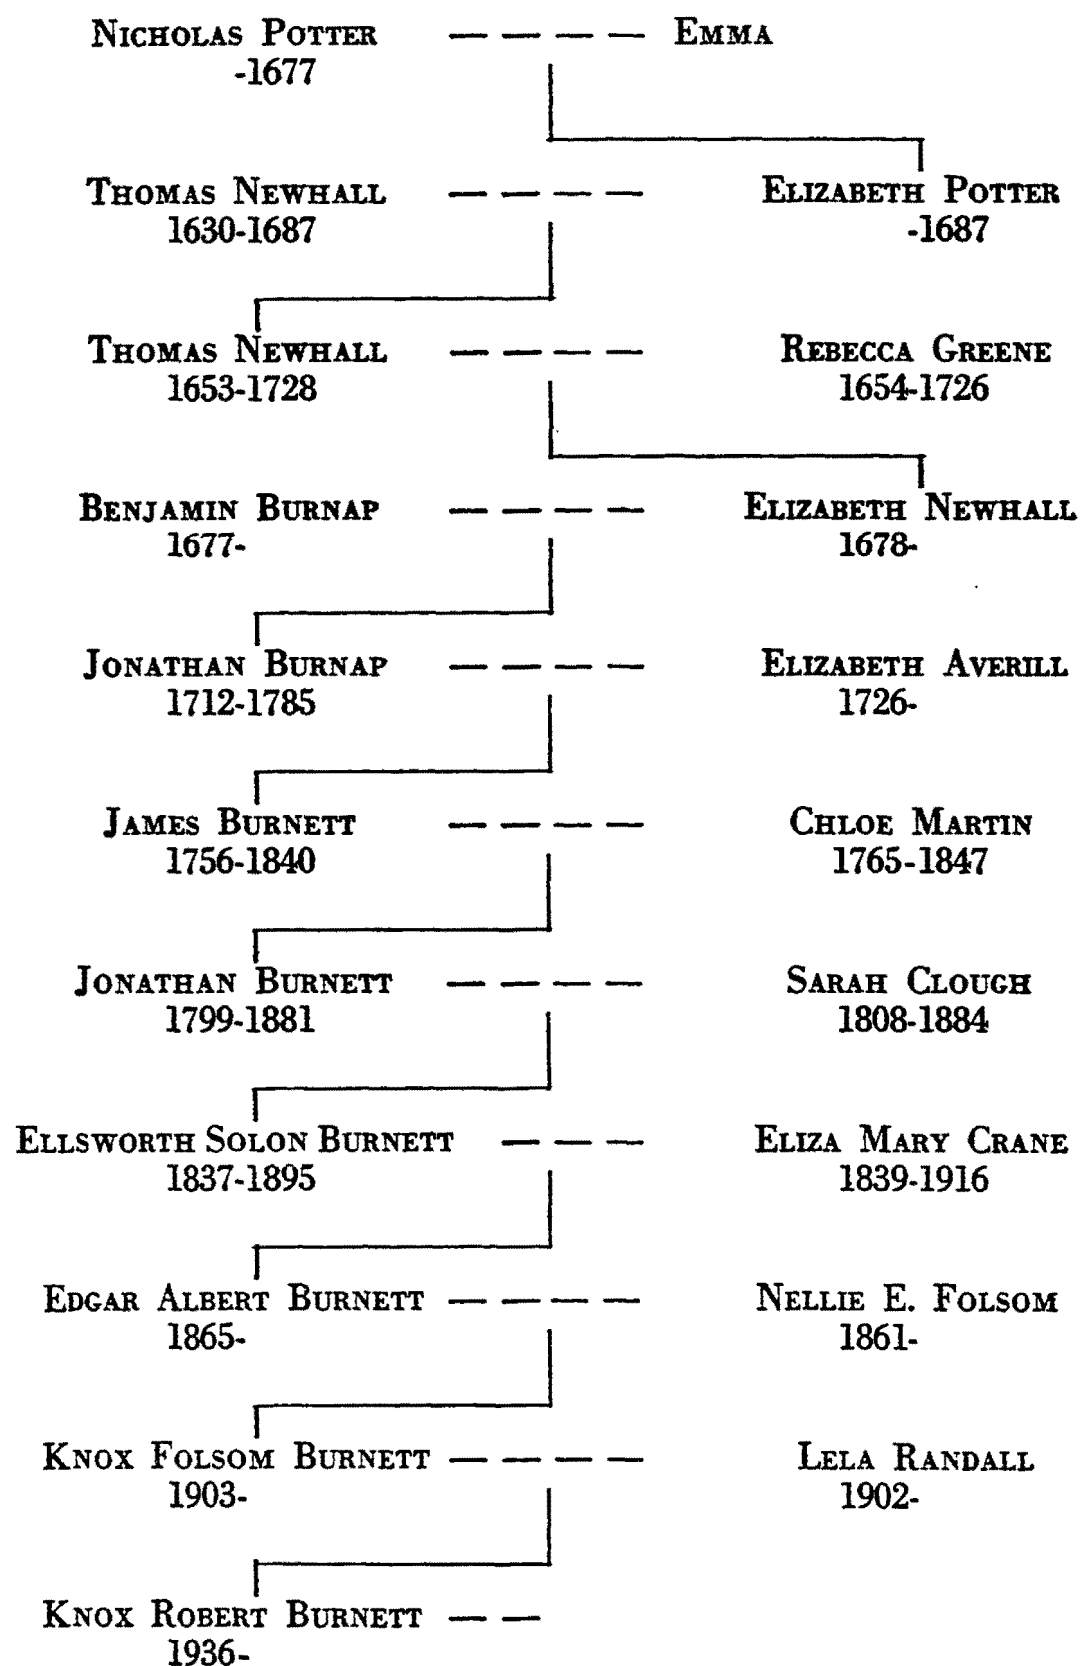 NICHOLAS POTTER — — — — EMMA
-1677
THOMAS NEWHALL — — — — ELIZABETH POTTER
1630-1687 -1687
THOMAS NEWHALL — — — — REBECCA GREENE
1653-1728 1654-1726
BENJAMIN BURNAP — — — — ELIZABETH NEWHALL
1677- 1678-
JONATHAN BURNAP — — — — ELIZABETH AVERILL
1712-1785 1726-
JAMES BURNETT — — — — CHLOE MARTIN
1756-1840 1765-1847
JONATHAN BURNETT — — — — SARAH CLOUGH
1799-1881 1808-1884
ELLSWORTH SOLON BURNETT — — — ELIZA MARY CRANE
1837-1895 1839-1916
EDGAR ALBERT BURNETT — — — — NELLIE E. FOLSOM
1865- 1861-
KNOX FOLSOM BURNETT — — — — LELA RANDALL
1903- 1902-
KNOX ROBERT BURNETT — —
1936-